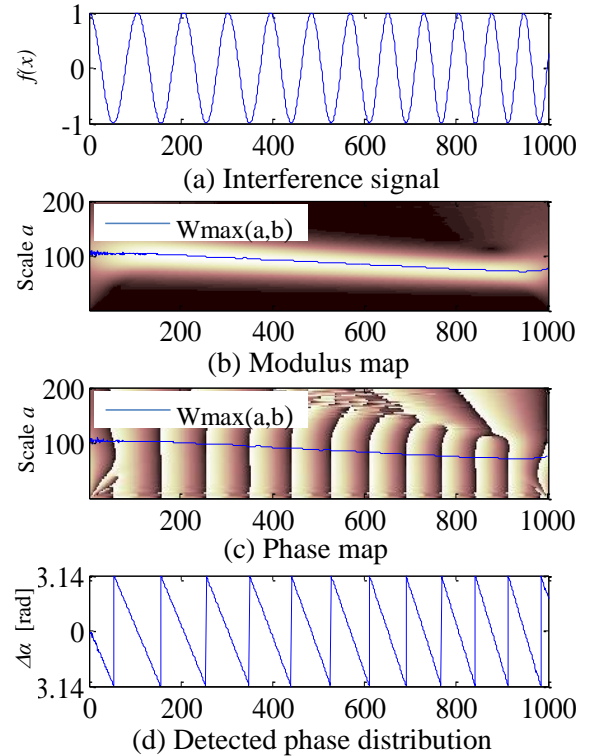 1
0
-1
f(x)
0 200 400 600 800 1000
(a) Interference signal
200
100
Scale a
Wmax(a,b)
200 400 600 800 1000
(b) Modulus map
200
100
Scale a
Wmax(a,b)
200 400 600 800 1000
(c) Phase map
3.14
0
3.14
Δα [rad]
0 200 400 600 800 1000
(d) Detected phase distribution